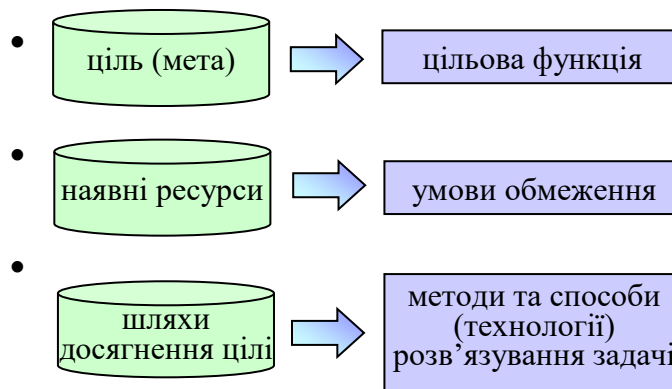 • ціль (мета) цільова функція
• наявні ресурси умови обмеження
•
шляхи
досягнення цілі
методи та способи
(технології)
розв’язування задачі